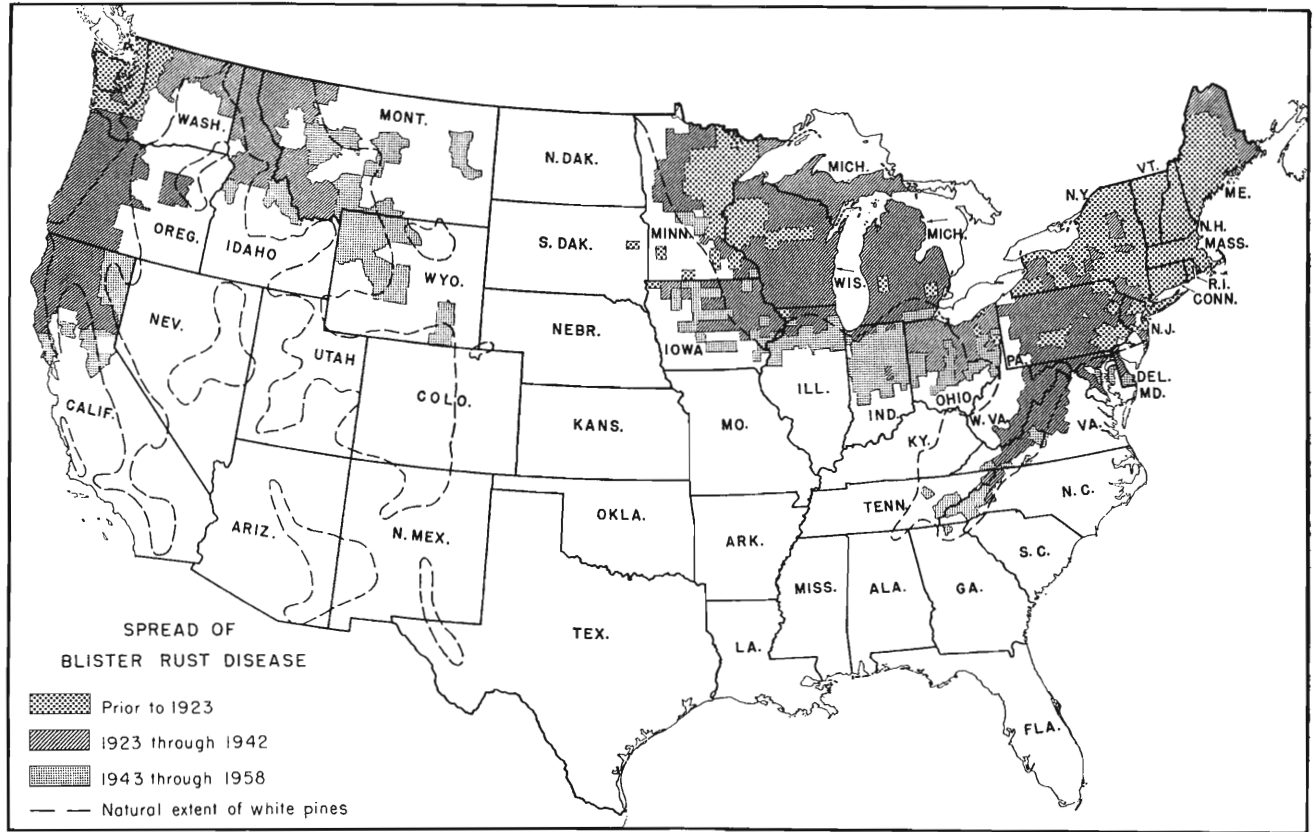 WASH.
MONT.
N. DAK.
MICH.
VT.
ME.
N.Y.
OREG.
IDAHO
S. DAK.
MINN.
MICH.
N.H.
MASS.
WYO.
WIS.
R.I.
CONN.
NEV.
NEBR.
IOWA
PA.
N.J.
UTAH
CALIF.
COLO.
ILL.
IND.
OHIO
DEL.
MD.
KANS.
MO.
W. VA.
VA.
KY.
ARIZ.
N. MEX.
OKLA.
TENN.
N. C.
ARK.
S. C.
MISS.
ALA.
GA.
TEX.
LA.
FLA.
SPREAD OF
BLISTER RUST DISEASE
Prior to 1923
1923 through 1942
1943 through 1958
Natural extent of white pines